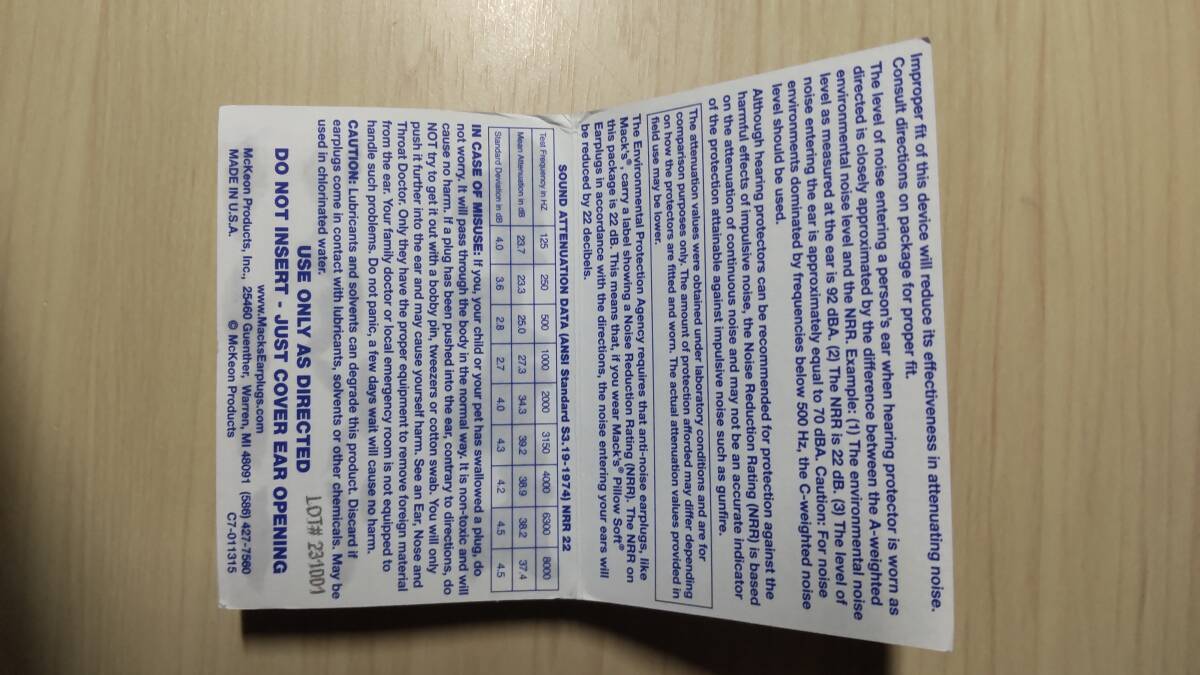 Improper fit of this device will reduce its effectiveness in attenuating noise.
Consult directions on package for proper fit.
The level of noise entering a person's ear when hearing protector is worn as
directed is closely approximated by the difference between the A-weighted
environmental noise level and the NRR. Example: (1) The environmental noise
level as measured at the ear is 92 dBA. (2) The NRR is 22 dB. (3) The level of
noise entering the ear is approximately equal to 70 dBA. Caution: For noise
environments dominated by frequencies below 500 Hz, the C-weighted noise
level should be used.
Although hearing protectors can be recommended for protection against the
harmful effects of impulsive noise, the Noise Reduction Rating (NRR) is based
on the attenuation of continuous noise and may not be an accurate indicator
of the protection attainable against impulsive noise such as gunfire.
The attenuation values were obtained under laboratory conditions and are for
comparison purposes only. The amount of protection afforded may differ depending
on how the protectors are fitted and worn. The actual attenuation values provided in
field use may be lower.
The Environmental Protection Agency requires that anti-noise earplugs, like
Mack's®, carry a label showing a Noise Reduction Rating (NRR). The NRR on
this package is 22 dB. This means that, if you wear Mack's® Pillow Soft®
Earplugs in accordance with the directions, the noise entering your ears will
be reduced by 22 decibels.
SOUND ATTENUATION DATA (ANSI Standard S3.19-1974) NRR 22
Test Frequency in HZ 125 250 500 1000 2000 3150 4000 6300 8000
Mean Attenuation in dB 23.7 23.3 25.0 27.3 34.3 39.2 38.9 38.2 37.4
Standard Deviation in dB 4.0 3.6 2.8 2.7 4.0 4.3 4.2 4.5 4.5
IN CASE OF MISUSE: If you, your child or your pet has swallowed a plug, do
not worry. It will pass through the body in the normal way. It is non-toxic and will
cause no harm. If a plug has been pushed into the ear, contrary to directions, do
NOT try to get it out with a bobby pin, tweezers or cotton swab. You will only
push it further into the ear and may cause yourself harm. See an Ear, Nose and
Throat Doctor. Only they have the proper equipment to remove foreign material
from the ear. Your family doctor or local emergency room is not equipped to
handle such problems. Do not panic, a few days wait will cause no harm.
CAUTION: Lubricants and solvents can degrade this product. Discard if
earplugs come in contact with lubricants, solvents or other chemicals. May be
used in chlorinated water.
USE ONLY AS DIRECTED
LOT# 231001
DO NOT INSERT - JUST COVER EAR OPENING
www.MacksEarplugs.com
McKeon Products, Inc., 25460 Guenther, Warren, MI 48091 (586) 427-7560
MADE IN U.S.A. © McKeon Products C7-011315